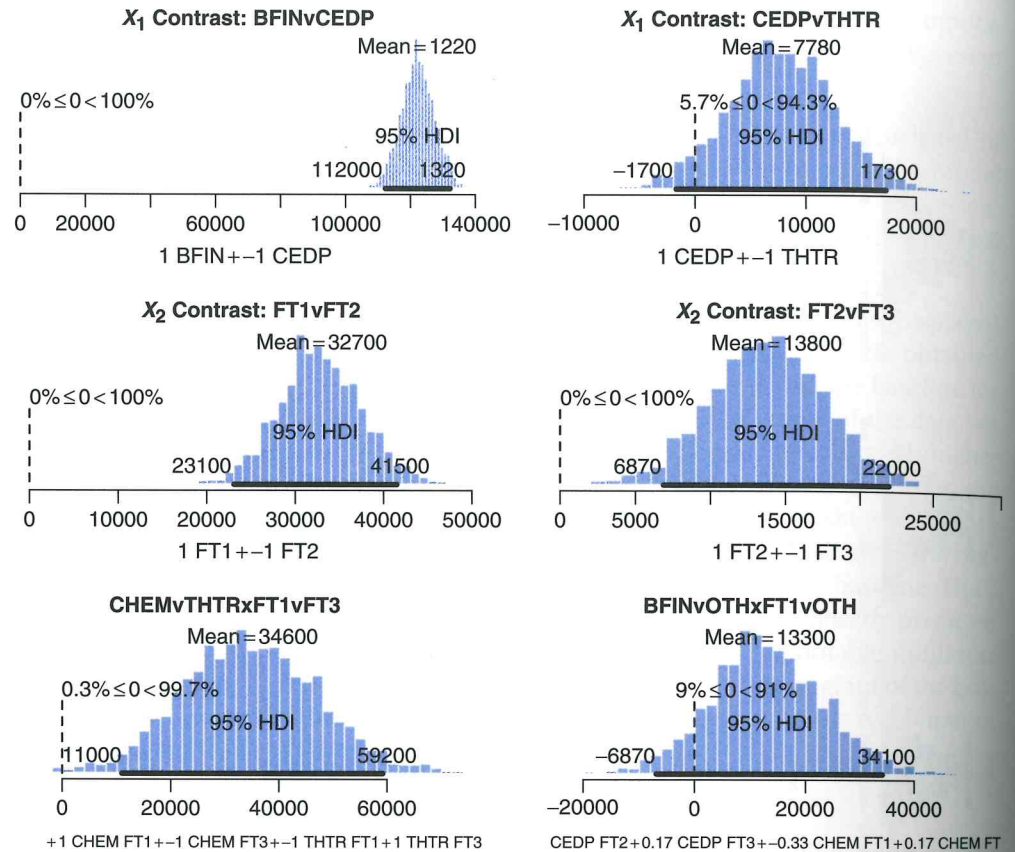 X₁ Contrast: BFINvCEDP
Mean=1220
0%≤0<100%
95% HDI
112000 1320
0 20000 60000 100000 140000
1 BFIN+−1 CEDP
X₁ Contrast: CEDPvTHTR
Mean=7780
5.7%≤0<94.3%
95% HDI
−1700 17300
−10000 0 10000 20000
1 CEDP+−1 THTR
X₂ Contrast: FT1vFT2
Mean=32700
0%≤0<100%
95% HDI
23100 41500
0 10000 20000 30000 40000 50000
1 FT1+−1 FT2
X₂ Contrast: FT2vFT3
Mean=13800
0%≤0<100%
95% HDI
6870 22000
0 5000 15000 25000
1 FT2+−1 FT3
CHEMvTHTRxFT1vFT3
Mean=34600
0.3%≤0<99.7%
95% HDI
11000 59200
0 20000 40000 60000
+1 CHEM FT1+−1 CHEM FT3+−1 THTR FT1+1 THTR FT3
BFINvOTHxFT1vOTH
Mean=13300
9%≤0<91%
95% HDI
−6870 34100
−20000 0 20000 40000
CEDP FT2+0.17 CEDP FT3+−0.33 CHEM FT1+0.17 CHEM FT